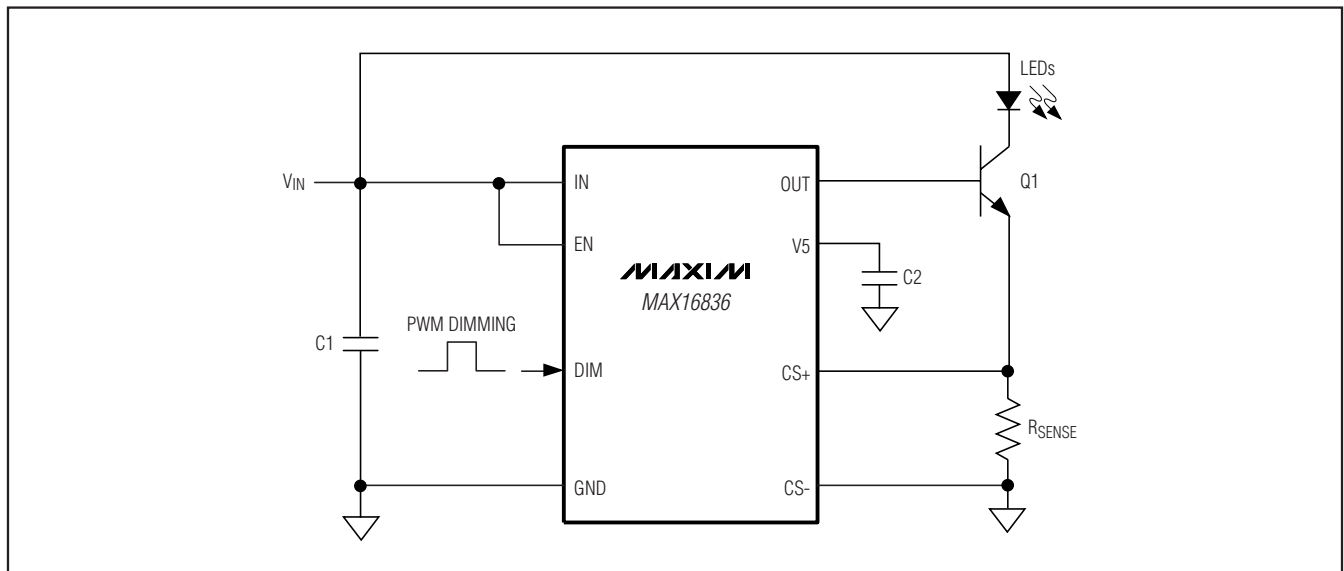 LEDs
VIN
IN
OUT
Q1
EN
V5
MAXIM
MAX16836
C2
PWM DIMMING
C1
DIM
CS+
RSENSE
GND
CS-